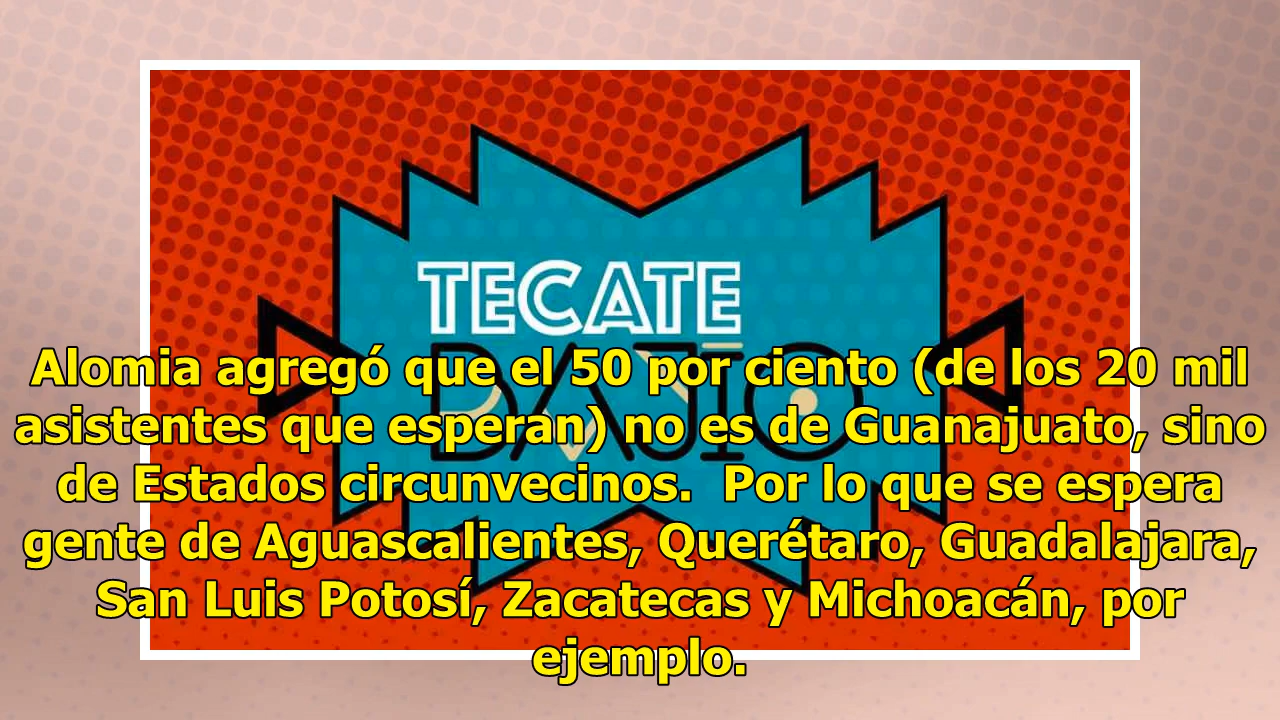 TECATE
BAJÍO
Alomia agregó que el 50 por ciento (de los 20 mil
asistentes que esperan) no es de Guanajuato, sino
de Estados circunvecinos.  Por lo que se espera
gente de Aguascalientes, Querétaro, Guadalajara,
San Luis Potosí, Zacatecas y Michoacán, por
ejemplo.